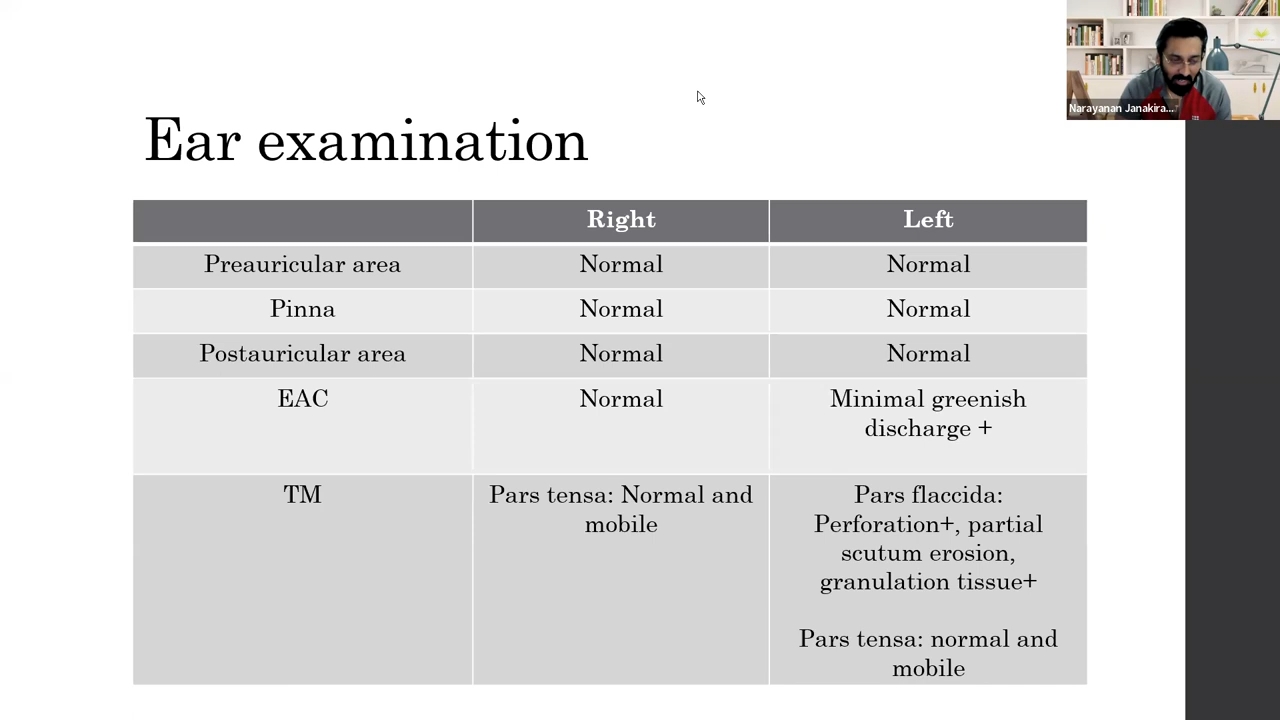 Narayanan Janakira...
Ear examination
Right Left
Preauricular area Normal Normal
Pinna Normal Normal
Postauricular area Normal Normal
EAC Normal Minimal greenish
discharge +
TM Pars tensa: Normal and Pars flaccida:
mobile Perforation+, partial
scutum erosion,
granulation tissue+
Pars tensa: normal and
mobile